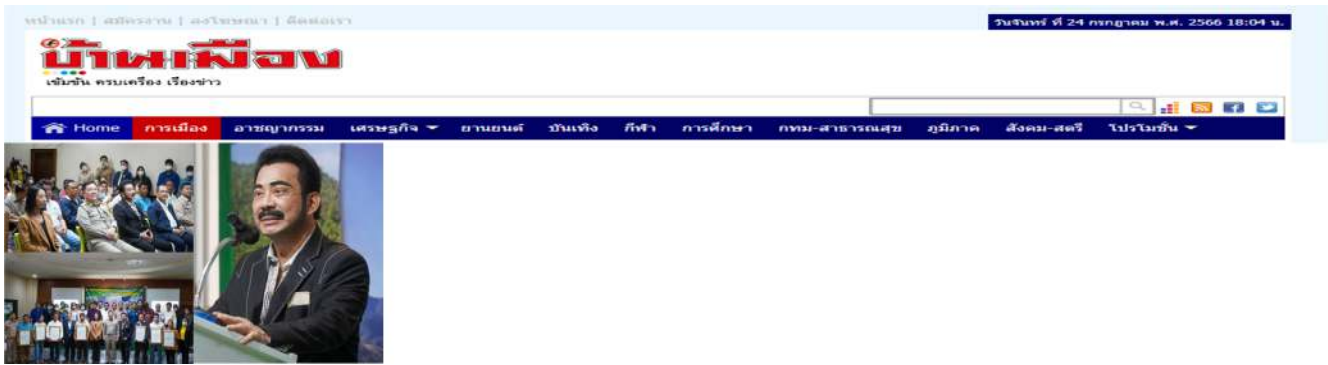 หน้าแรก | สมัครงาน | ลงโฆษณา | ติดต่อเรา
วันจันทร์ ที่ 24 กรกฎาคม พ.ศ. 2566 18:04 น.
บ้านเมือง
เข้มข้น ครบเครื่อง เรื่องข่าว
Home การเมือง อาชญากรรม เศรษฐกิจ ยานยนต์ บันเทิง กีฬา การศึกษา กทม-สาธารณสุข ภูมิภาค สังคม-สตรี โปรโมชั่น